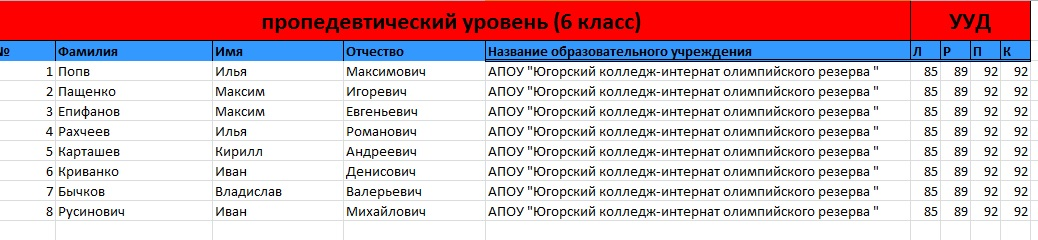 пропедевтический уровень (6 класс) УУД
№ Фамилия Имя Отчество Название образовательного учреждения Л Р П К
1 Попв Илья Максимович АПОУ "Югорский колледж-интернат олимпийского резерва " 85 89 92 92
2 Пащенко Максим Игоревич АПОУ "Югорский колледж-интернат олимпийского резерва " 85 89 92 92
3 Епифанов Максим Евгеньевич АПОУ "Югорский колледж-интернат олимпийского резерва " 85 89 92 92
4 Рахчеев Илья Романович АПОУ "Югорский колледж-интернат олимпийского резерва " 85 89 92 92
5 Карташев Кирилл Андреевич АПОУ "Югорский колледж-интернат олимпийского резерва " 85 89 92 92
6 Криванко Иван Денисович АПОУ "Югорский колледж-интернат олимпийского резерва " 85 89 92 92
7 Бычков Владислав Валерьевич АПОУ "Югорский колледж-интернат олимпийского резерва " 85 89 92 92
8 Русинович Иван Михайлович АПОУ "Югорский колледж-интернат олимпийского резерва " 85 89 92 92